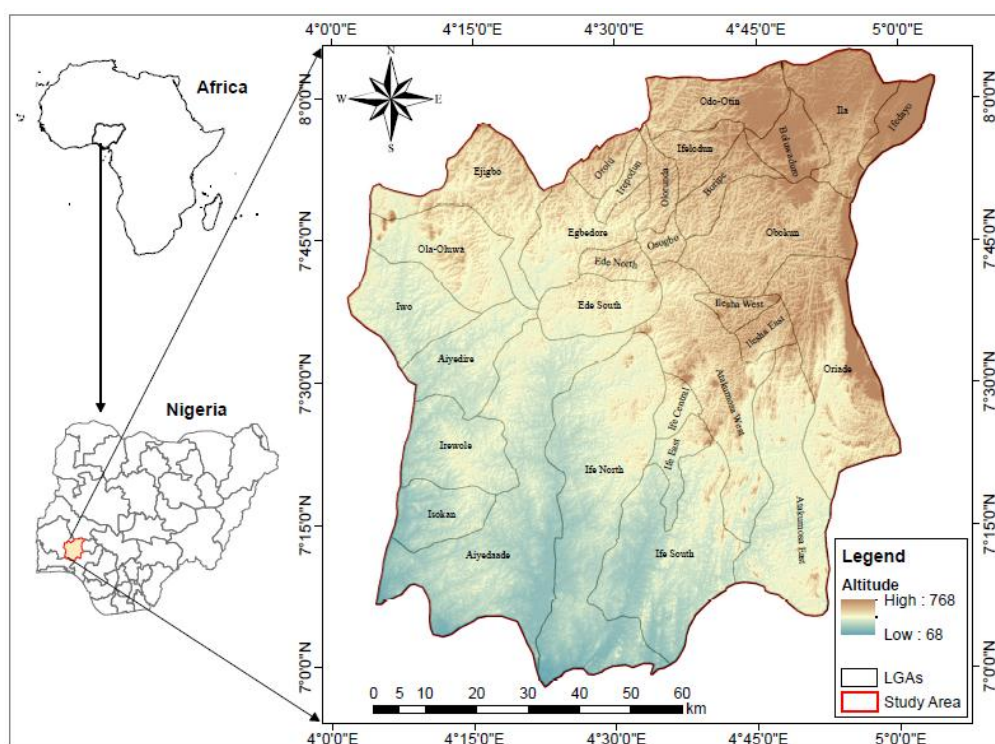 4°0'0"E 4°15'0"E 4°30'0"E 4°45'0"E 5°0'0"E
Africa
Nigeria
N
W E
S
8°0'0"N
7°45'0"N
7°30'0"N
7°15'0"N
7°0'0"N
8°0'0"N
7°45'0"N
7°30'0"N
7°15'0"N
7°0'0"N
Odo-Otin
Ila
Ifedayo
Boluwaduro
Ifelodun
Ejigbo
Orolu
Irepodun
Olorunda
Boripe
Egbedore
Osogbo
Obokun
Ola-Oluwa
Ede North
Ede South
Iwo
Ilesha West
Ilesha East
Aiyedire
Oriade
Ife Central
Atakumosa West
Irewole
Ife East
Ife North
Isokan
Aiyedaade
Ife South
Atakumosa East
Legend
Altitude
High : 768
Low : 68
LGAs
Study Area
0 5 10 20 30 40 50 60
km
4°0'0"E 4°15'0"E 4°30'0"E 4°45'0"E 5°0'0"E